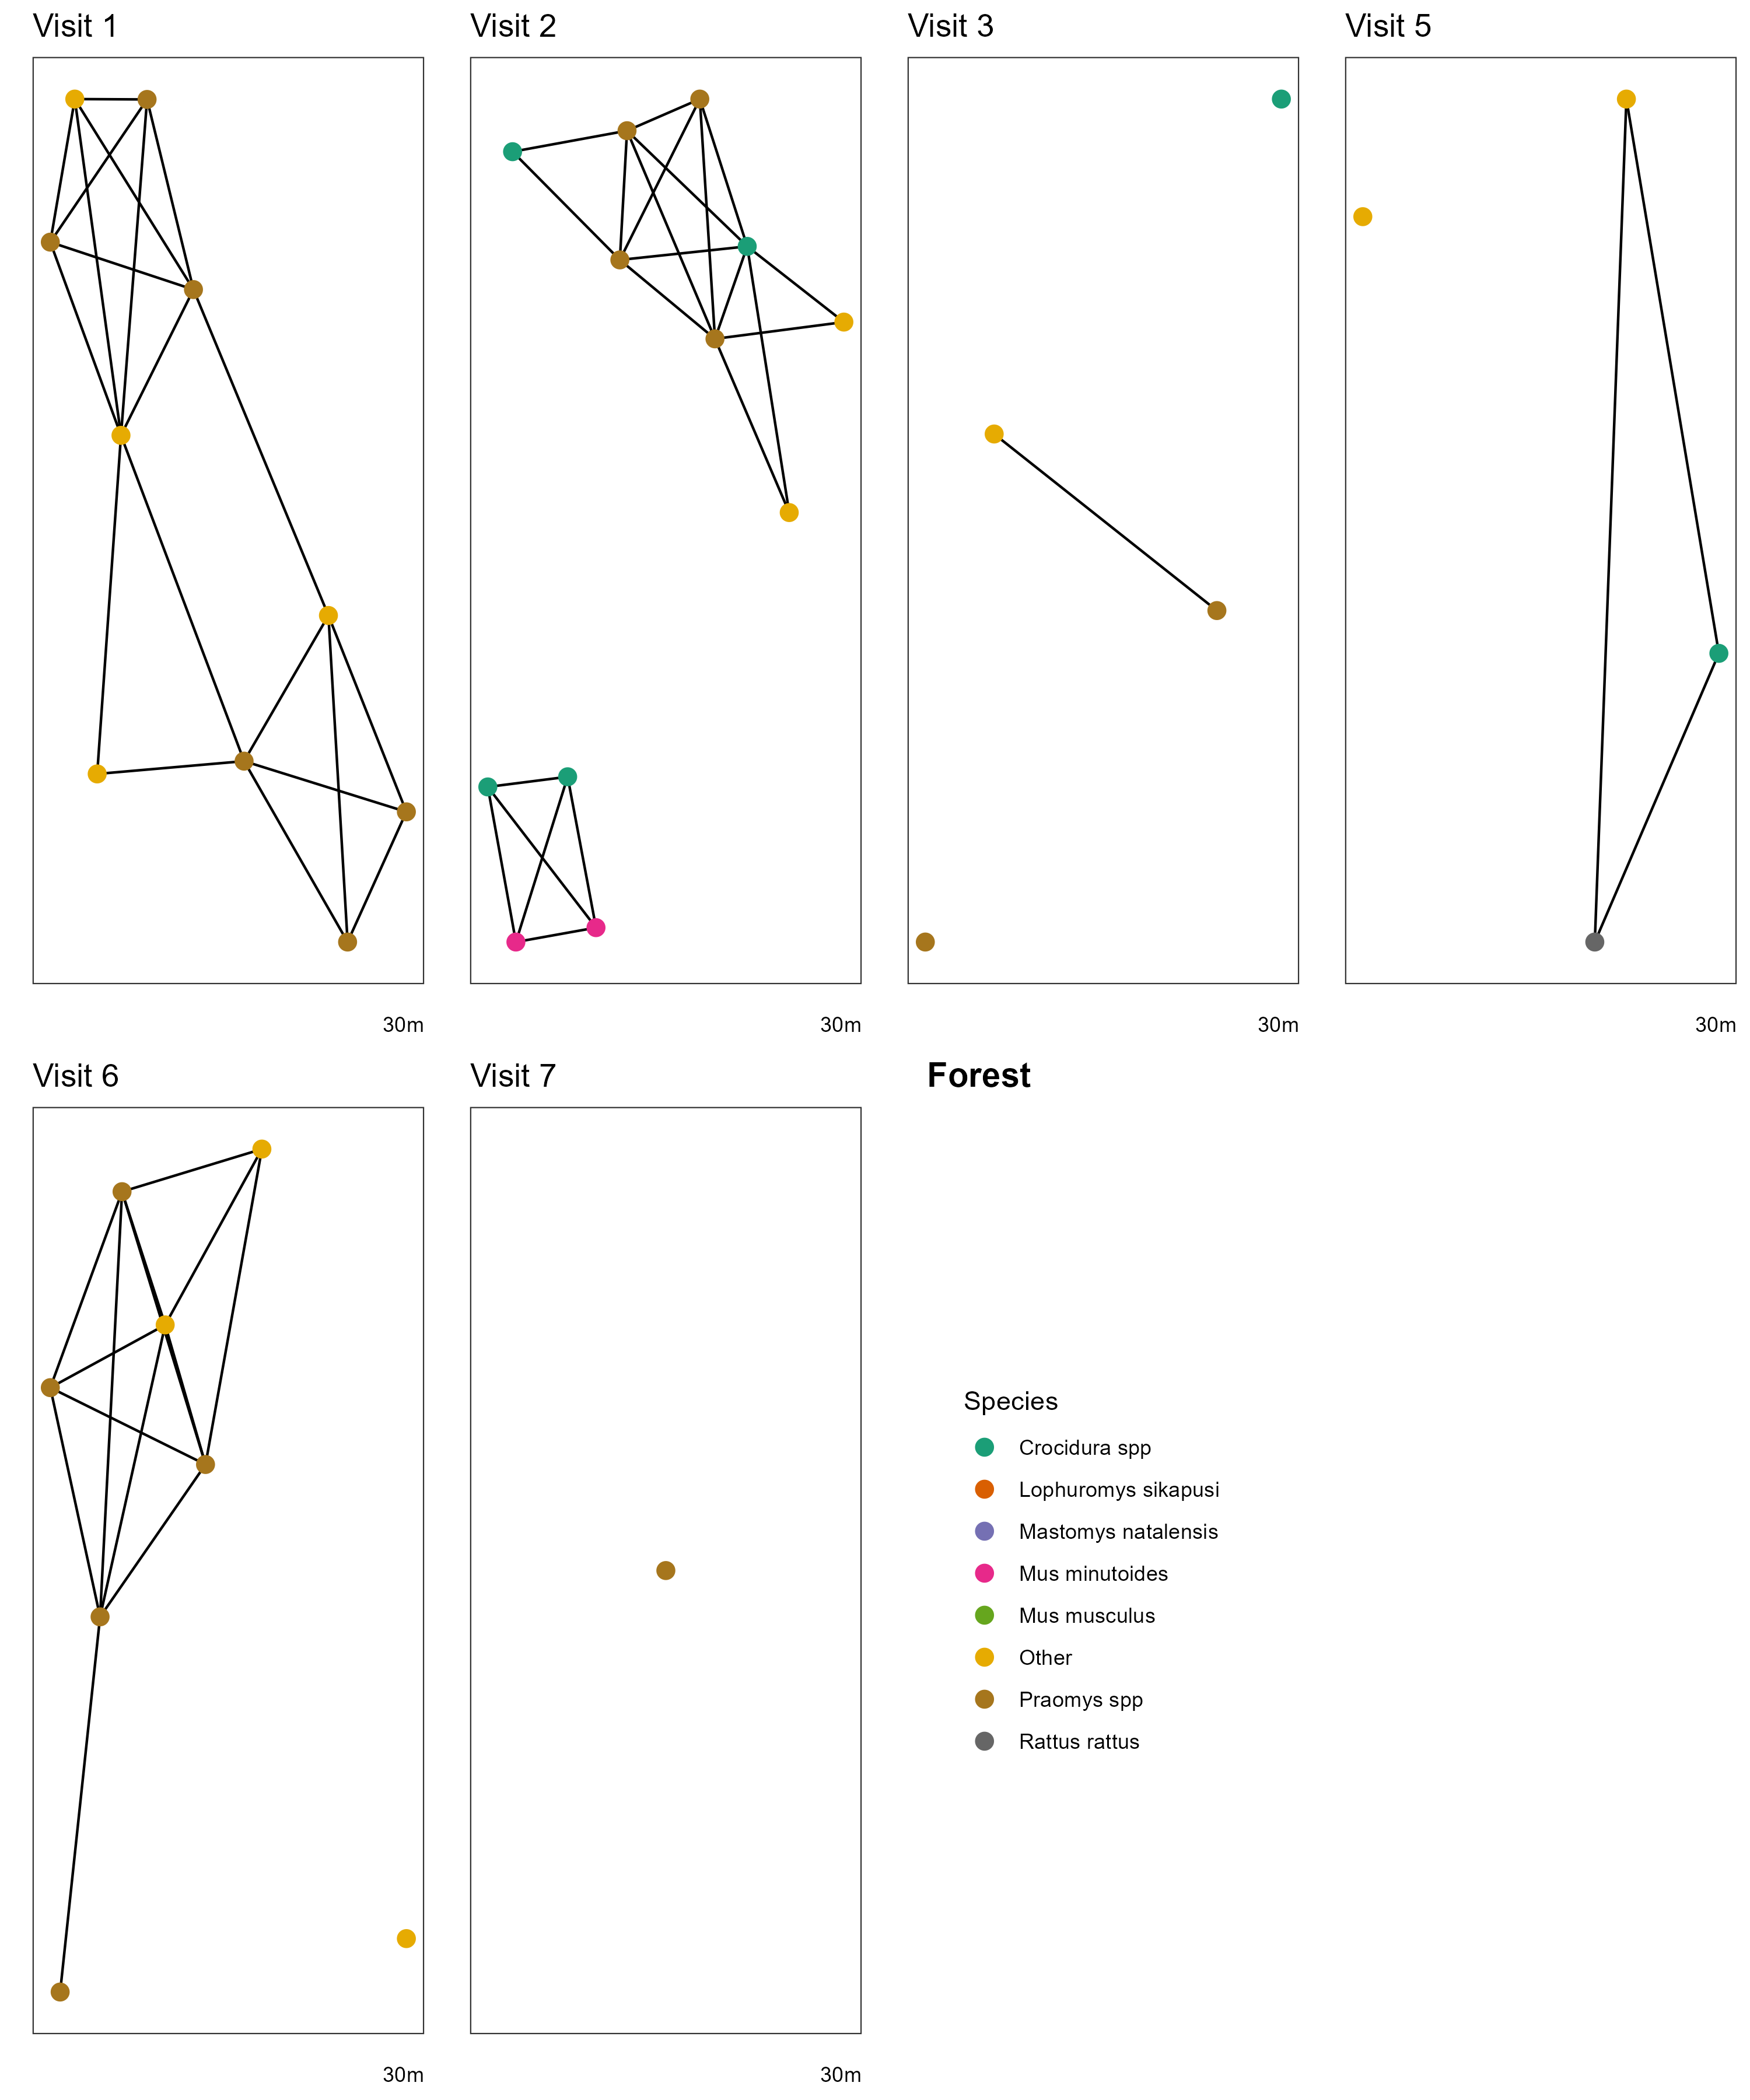 Visit 1
Visit 2
Visit 3
Visit 5
30m
30m
30m
30m
Visit 6
Visit 7
Forest
Species
Crocidura spp
Lophuromys sikapusi
Mastomys natalensis
Mus minutoides
Mus musculus
Other
Praomys spp
Rattus rattus
30m
30m